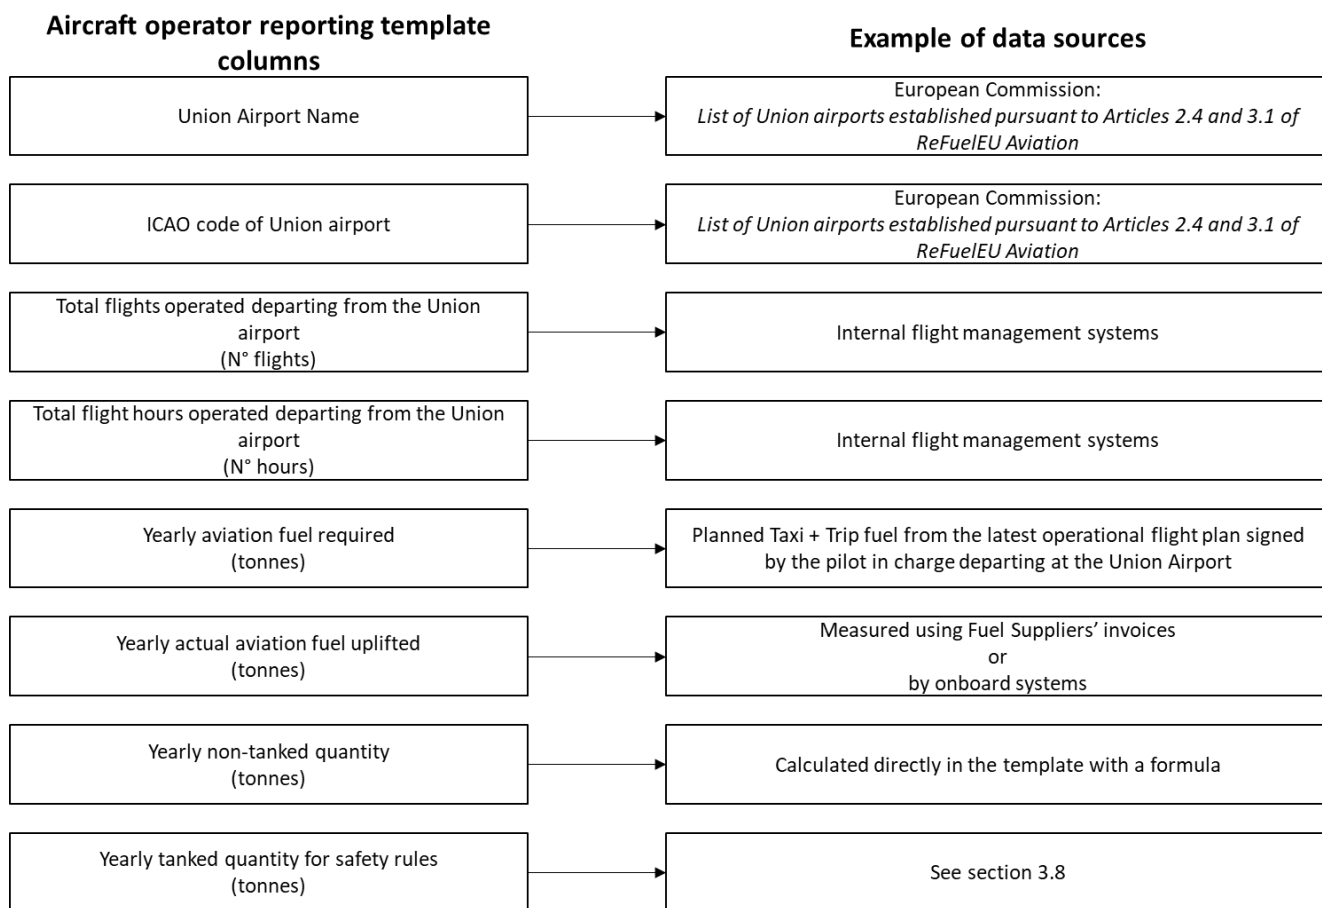 Aircraft operator reporting template
columns
Example of data sources
Union Airport Name
European Commission:
List of Union airports established pursuant to Articles 2.4 and 3.1 of
ReFuelEU Aviation
ICAO code of Union airport
European Commission:
List of Union airports established pursuant to Articles 2.4 and 3.1 of
ReFuelEU Aviation
Total flights operated departing from the Union
airport
(N° flights)
Internal flight management systems
Total flight hours operated departing from the Union
airport
(N° hours)
Internal flight management systems
Yearly aviation fuel required
(tonnes)
Planned Taxi + Trip fuel from the latest operational flight plan signed
by the pilot in charge departing at the Union Airport
Yearly actual aviation fuel uplifted
(tonnes)
Measured using Fuel Suppliers’ invoices
or
by onboard systems
Yearly non-tanked quantity
(tonnes)
Calculated directly in the template with a formula
Yearly tanked quantity for safety rules
(tonnes)
See section 3.8